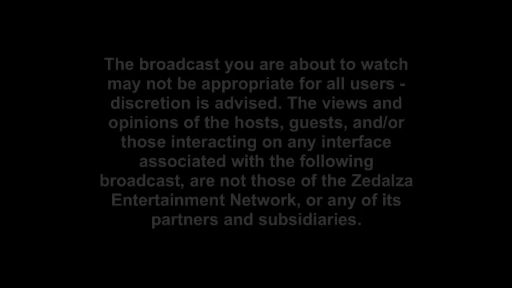 The broadcast you are about to watch
may not be appropriate for all users -
discretion is advised. The views and
opinions of the hosts, guests, and/or
those interacting on any interface
associated with the following
broadcast, are not those of the Zedalza
Entertainment Network, or any of its
partners and subsidiaries.